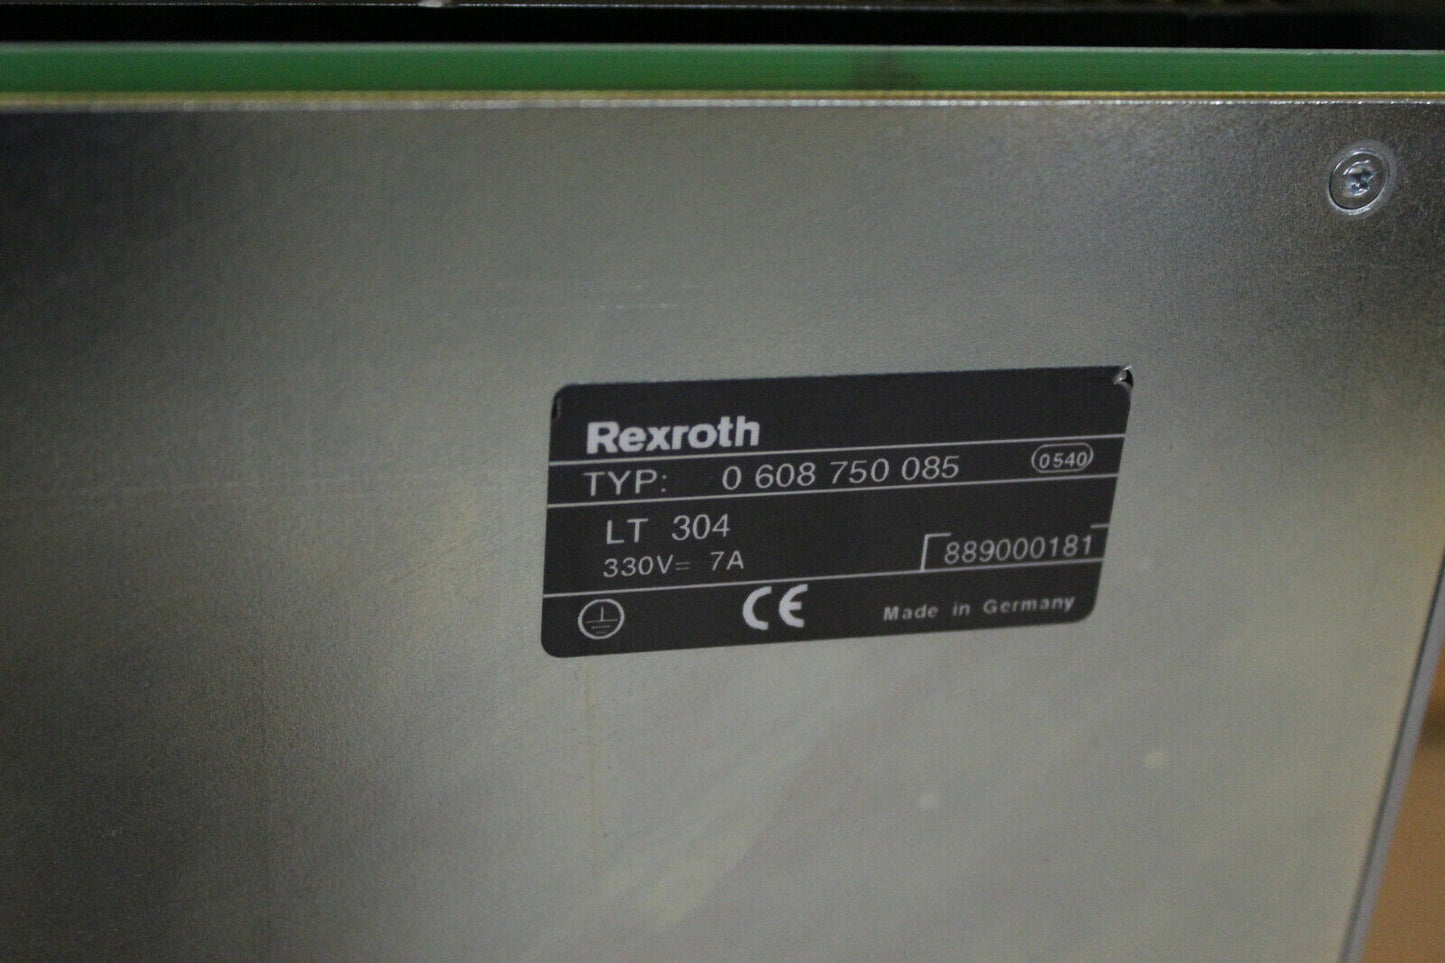 Rexroth
TYP: 0 608 750 085 0540
LT 304
330V= 7A 889000181
CE Made in Germany